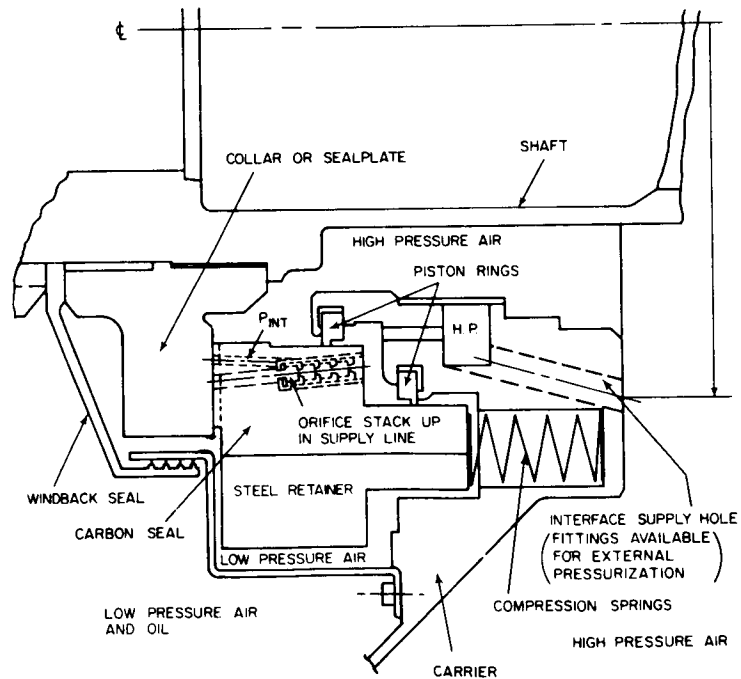 ℄
COLLAR OR SEALPLATE
SHAFT
HIGH PRESSURE AIR
PISTON RINGS
PINT
H.P.
ORIFICE STACK UP
IN SUPPLY LINE
WINDBACK SEAL
STEEL RETAINER
CARBON SEAL
INTERFACE SUPPLY HOLE
(FITTINGS AVAILABLE
FOR EXTERNAL
PRESSURIZATION)
LOW PRESSURE AIR
COMPRESSION SPRINGS
LOW PRESSURE AIR
AND OIL
HIGH PRESSURE AIR
CARRIER